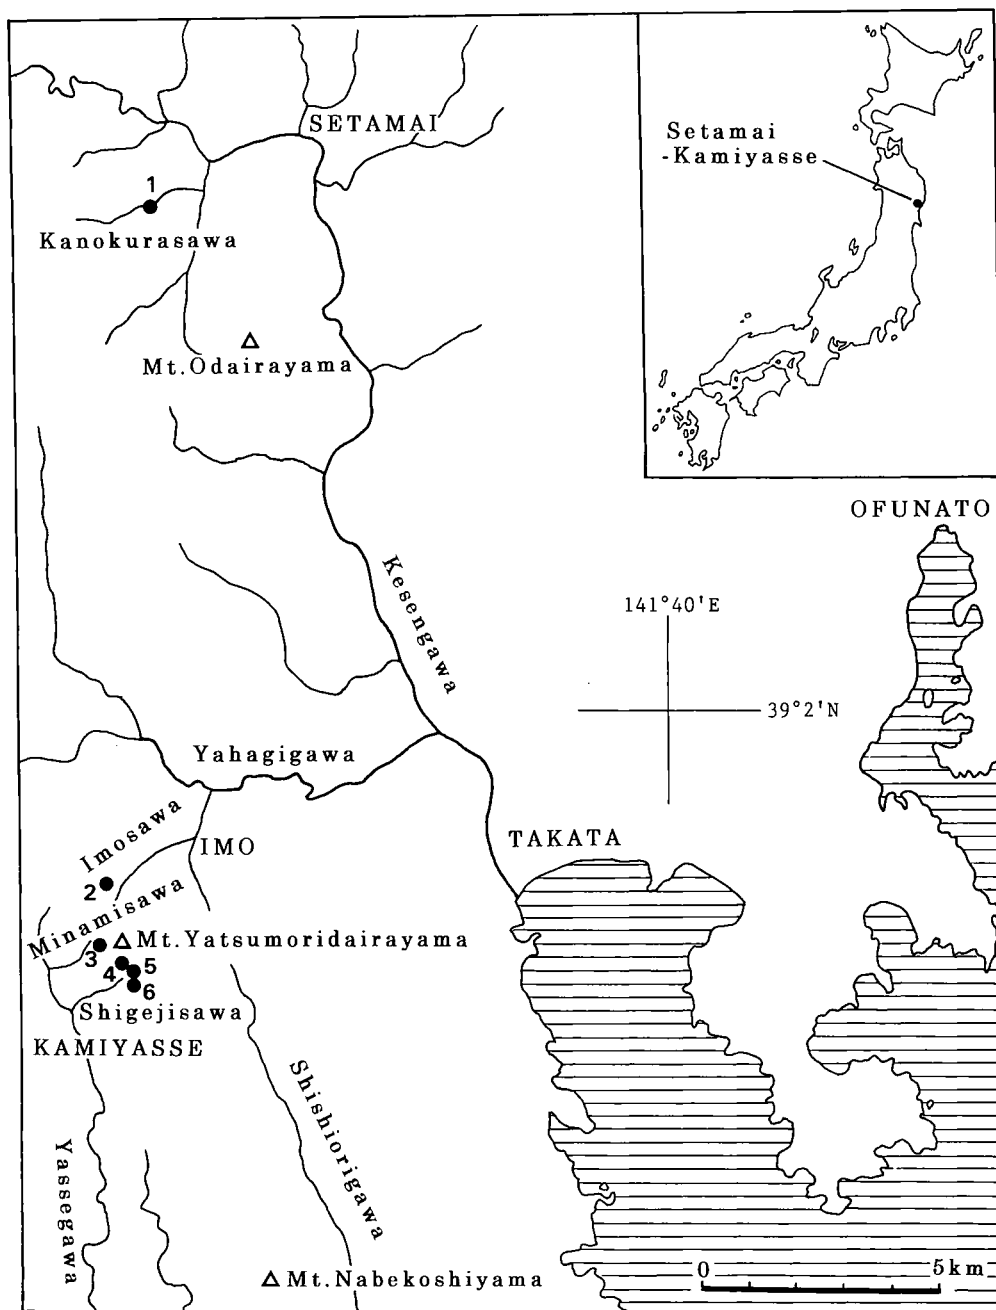 SETAMAI
Setamai
-Kamiyasse
1
Kanokurasawa
Mt.Odairayama
OFUNATO
Kesengawa
141°40'E
39°2'N
Yahagigawa
Imosawa
IMO
TAKATA
2
Minamisawa
Mt.Yatsumoridairayama
3
4
5
6
Shigejisawa
KAMIYASSE
Shishiorigawa
Yassegawa
0
5km
Mt.Nabekoshiyama